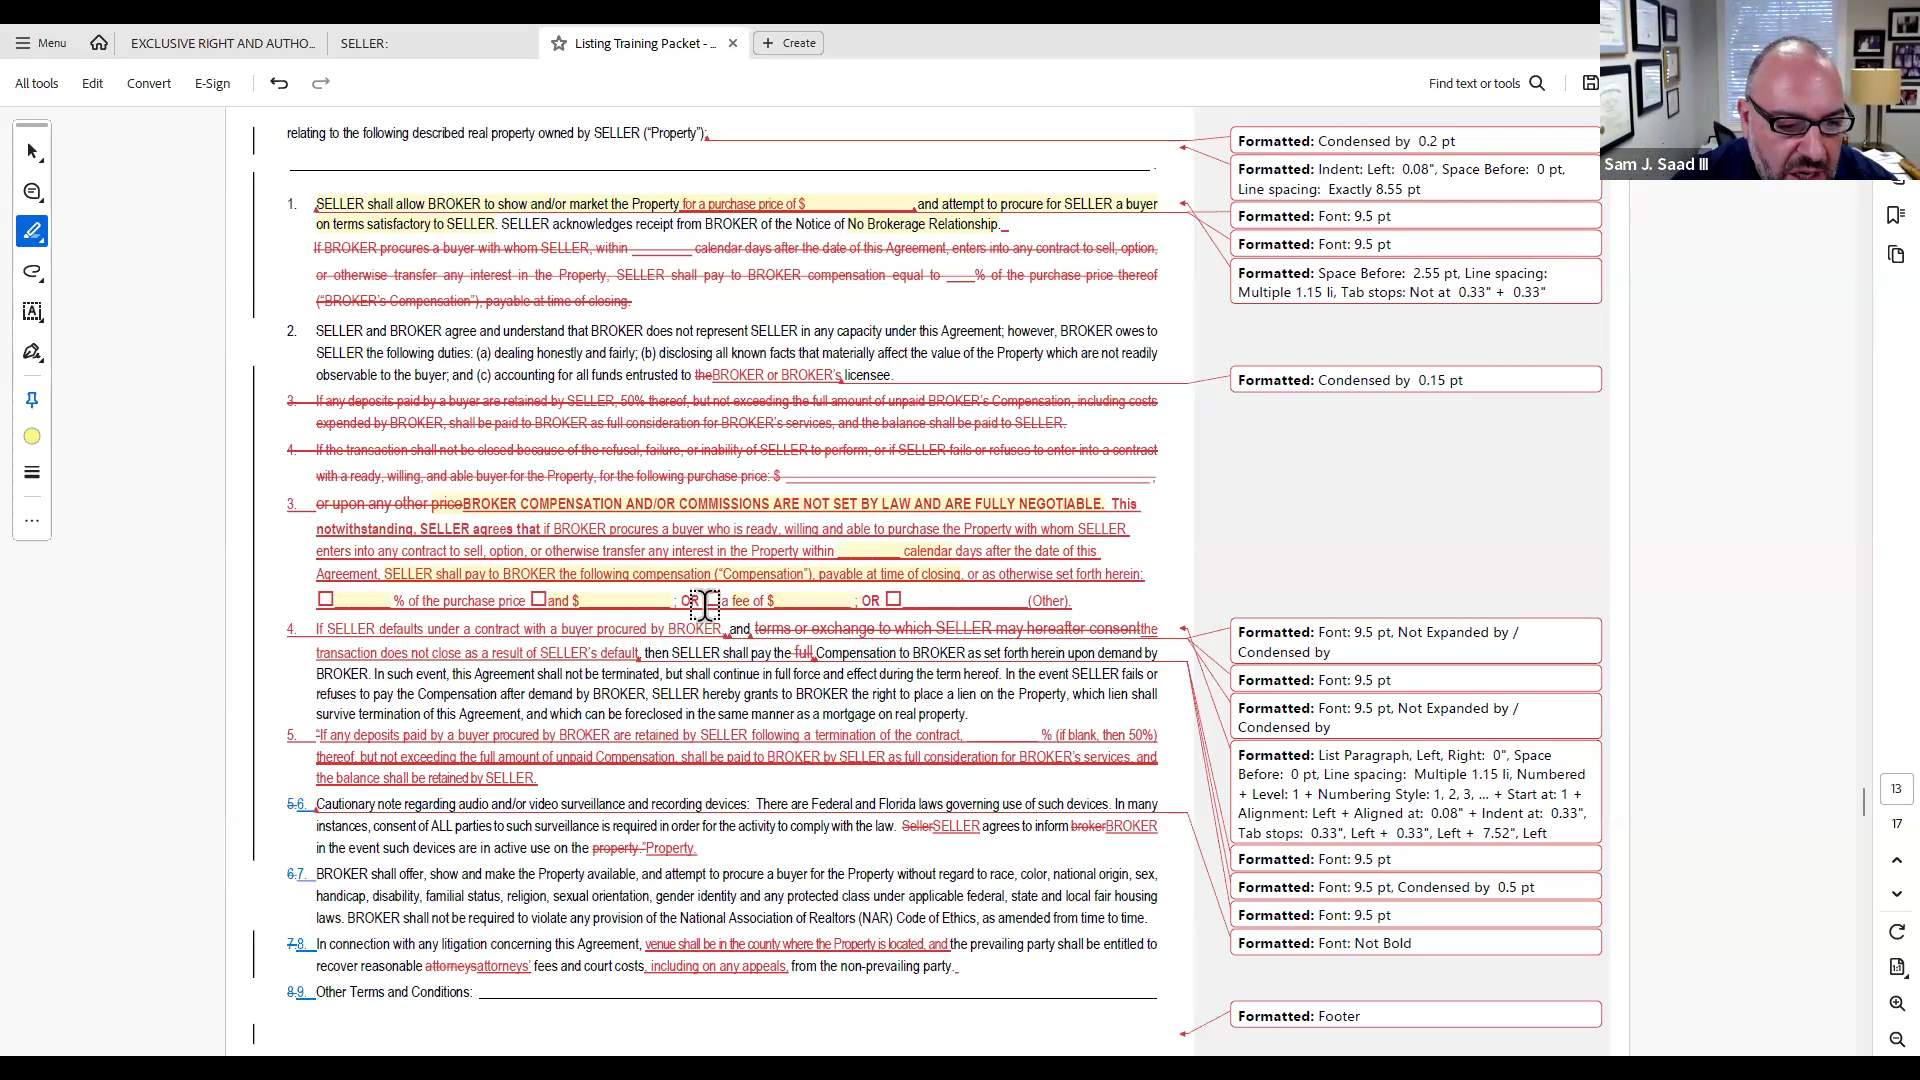 Menu
EXCLUSIVE RIGHT AND AUTHO...
SELLER:
Listing Training Packet - ...
Create
All tools
Edit
Convert
E-Sign
Find text or tools
Sam J. Saad III
relating to the following described real property owned by SELLER (“Property”):
.
1. SELLER shall allow BROKER to show and/or market the Property for a purchase price of $ and attempt to procure for SELLER a buyer
on terms satisfactory to SELLER. SELLER acknowledges receipt from BROKER of the Notice of No Brokerage Relationship.
If BROKER procures a buyer with whom SELLER, within ________ calendar days after the date of this Agreement, enters into any contract to sell, option,
or otherwise transfer any interest in the Property, SELLER shall pay to BROKER compensation equal to ____% of the purchase price thereof
(“BROKER’s Compensation”), payable at time of closing.
2. SELLER and BROKER agree and understand that BROKER does not represent SELLER in any capacity under this Agreement; however, BROKER owes to
SELLER the following duties: (a) dealing honestly and fairly; (b) disclosing all known facts that materially affect the value of the Property which are not readily
observable to the buyer; and (c) accounting for all funds entrusted to theBROKER or BROKER’s licensee.
3. If any deposits paid by a buyer are retained by SELLER, 50% thereof, but not exceeding the full amount of unpaid BROKER’s Compensation, including costs
expended by BROKER, shall be paid to BROKER as full consideration for BROKER’s services, and the balance shall be paid to SELLER.
4. If the transaction shall not be closed because of the refusal, failure, or inability of SELLER to perform, or if SELLER fails or refuses to enter into a contract
with a ready, willing, and able buyer for the Property, for the following purchase price: $ ,
3. or upon any other priceBROKER COMPENSATION AND/OR COMMISSIONS ARE NOT SET BY LAW AND ARE FULLY NEGOTIABLE. This
notwithstanding, SELLER agrees that if BROKER procures a buyer who is ready, willing and able to purchase the Property with whom SELLER
enters into any contract to sell, option, or otherwise transfer any interest in the Property within ________ calendar days after the date of this
Agreement, SELLER shall pay to BROKER the following compensation (“Compensation”), payable at time of closing, or as otherwise set forth herein:
☐ % of the purchase price ☐ and $ ; OR a fee of $ ; OR ☐ (Other).
4. If SELLER defaults under a contract with a buyer procured by BROKER, and terms or exchange to which SELLER may hereafter consentthe
transaction does not close as a result of SELLER’s default, then SELLER shall pay the full Compensation to BROKER as set forth herein upon demand by
BROKER. In such event, this Agreement shall not be terminated, but shall continue in full force and effect during the term hereof. In the event SELLER fails or
refuses to pay the Compensation after demand by BROKER, SELLER hereby grants to BROKER the right to place a lien on the Property, which lien shall
survive termination of this Agreement, and which can be foreclosed in the same manner as a mortgage on real property.
5. “If any deposits paid by a buyer procured by BROKER are retained by SELLER following a termination of the contract, % (if blank, then 50%)
thereof, but not exceeding the full amount of unpaid Compensation, shall be paid to BROKER by SELLER as full consideration for BROKER’s services, and
the balance shall be retained by SELLER.
5.6. Cautionary note regarding audio and/or video surveillance and recording devices: There are Federal and Florida laws governing use of such devices. In many
instances, consent of ALL parties to such surveillance is required in order for the activity to comply with the law. SellerSELLER agrees to inform brokerBROKER
in the event such devices are in active use on the property.”Property.
6.7. BROKER shall offer, show and make the Property available, and attempt to procure a buyer for the Property without regard to race, color, national origin, sex,
handicap, disability, familial status, religion, sexual orientation, gender identity and any protected class under applicable federal, state and local fair housing
laws. BROKER shall not be required to violate any provision of the National Association of Realtors (NAR) Code of Ethics, as amended from time to time.
7.8. In connection with any litigation concerning this Agreement, venue shall be in the county where the Property is located, and the prevailing party shall be entitled to
recover reasonable attorneysattorneys’ fees and court costs, including on any appeals, from the non-prevailing party.
8.9. Other Terms and Conditions:
Formatted: Condensed by 0.2 pt
Formatted: Indent: Left: 0.08", Space Before: 0 pt,
Line spacing: Exactly 8.55 pt
Formatted: Font: 9.5 pt
Formatted: Font: 9.5 pt
Formatted: Space Before: 2.55 pt, Line spacing:
Multiple 1.15 li, Tab stops: Not at 0.33" + 0.33"
Formatted: Condensed by 0.15 pt
Formatted: Font: 9.5 pt, Not Expanded by /
Condensed by
Formatted: Font: 9.5 pt
Formatted: Font: 9.5 pt, Not Expanded by /
Condensed by
Formatted: List Paragraph, Left, Right: 0", Space
Before: 0 pt, Line spacing: Multiple 1.15 li, Numbered
+ Level: 1 + Numbering Style: 1, 2, 3, ... + Start at: 1 +
Alignment: Left + Aligned at: 0.08" + Indent at: 0.33",
Tab stops: 0.33", Left + 0.33", Left + 7.52", Left
Formatted: Font: 9.5 pt
Formatted: Font: 9.5 pt, Condensed by 0.5 pt
Formatted: Font: 9.5 pt
Formatted: Font: Not Bold
Formatted: Footer
13
17